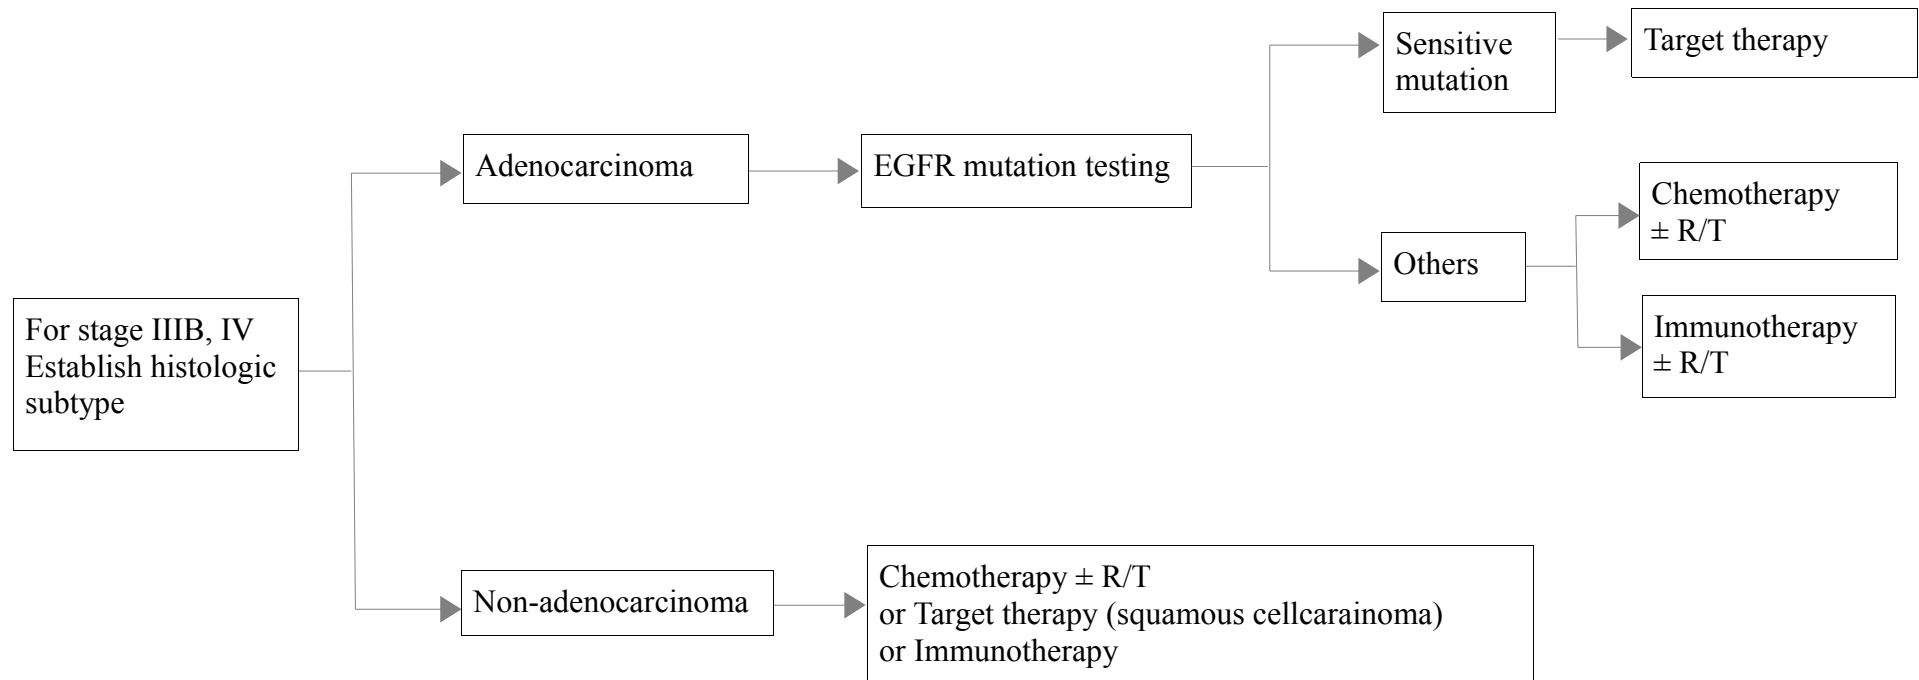 For stage IIIB, IV
Establish histologic
subtype
Adenocarcinoma
EGFR mutation testing
Sensitive
mutation
Target therapy
Others
Chemotherapy
± R/T
Immunotherapy
± R/T
Non-adenocarcinoma
Chemotherapy ± R/T
or Target therapy (squamous cellcarainoma)
or Immunotherapy